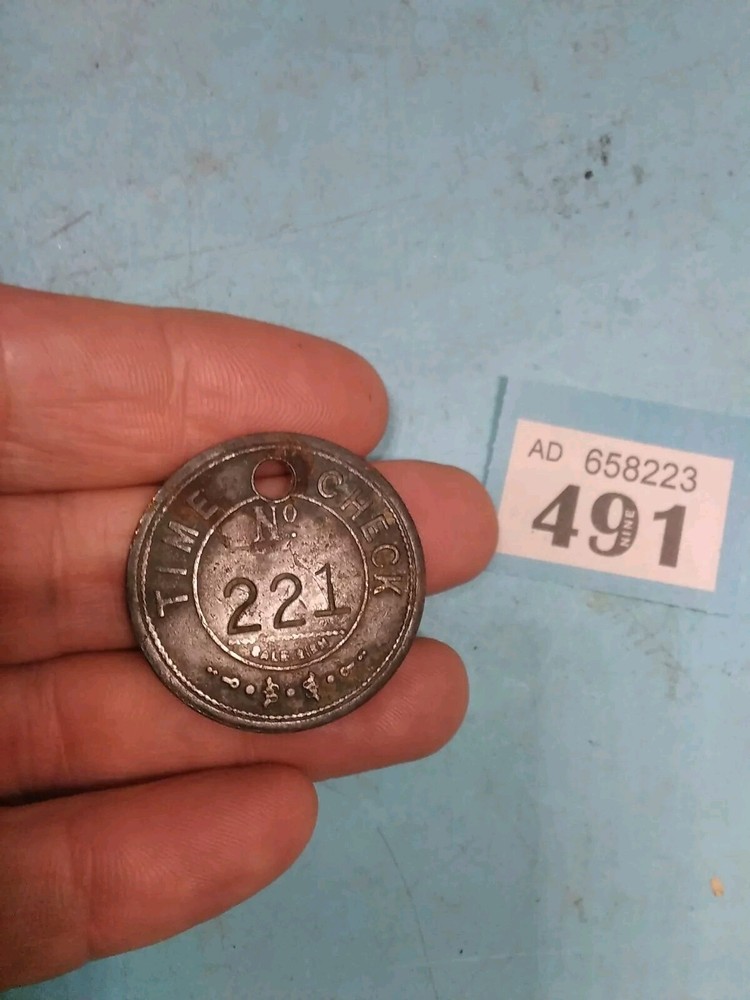 TIME CHECK
Nº
221
AD 658223
491
NINE